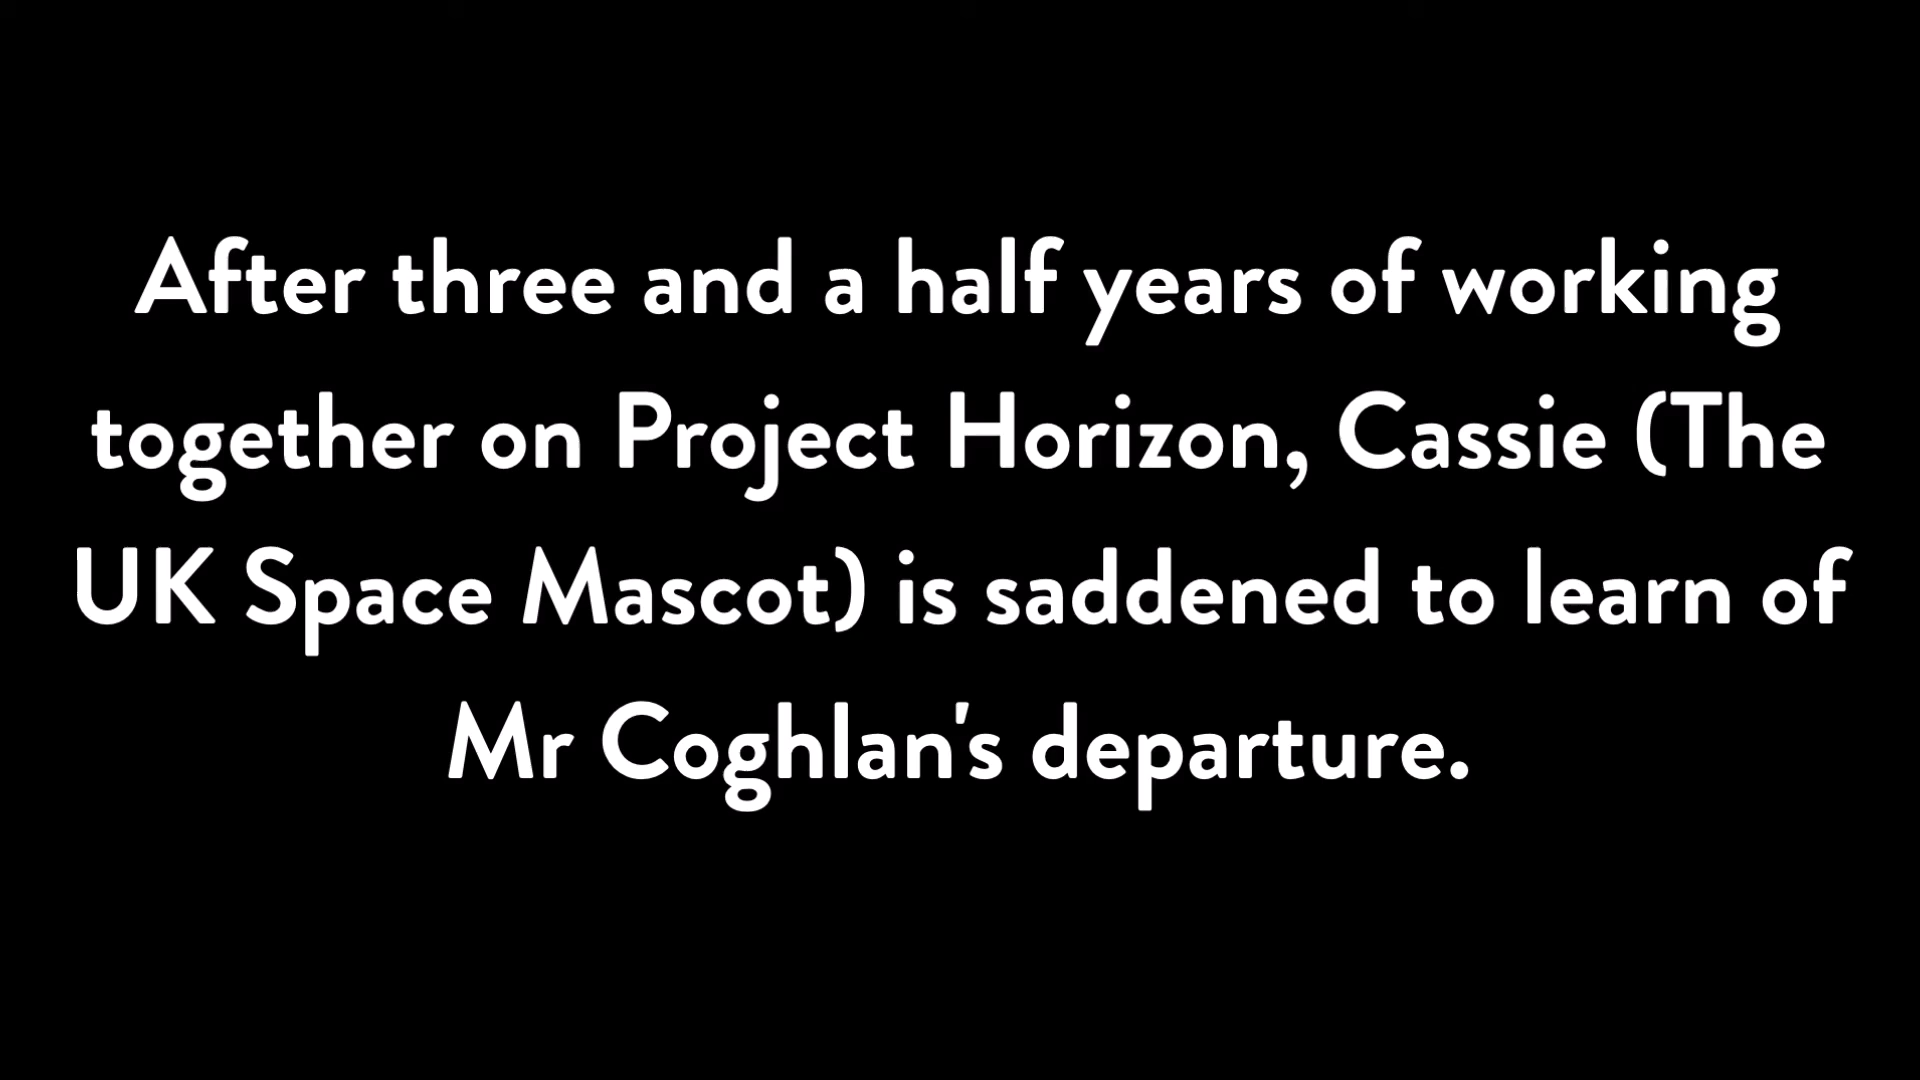 After three and a half years of working
together on Project Horizon, Cassie (The
UK Space Mascot) is saddened to learn of
Mr Coghlan's departure.